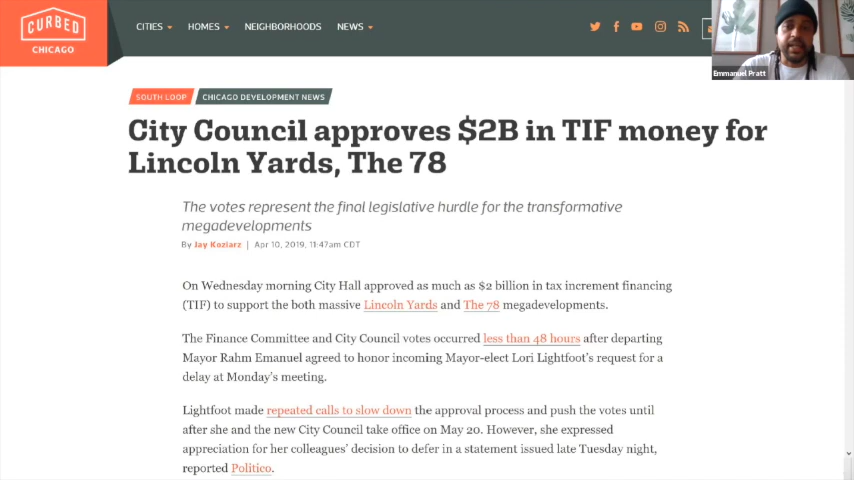 CURBED
CHICAGO
CITIES
HOMES
NEIGHBORHOODS
NEWS
Emmanuel Pratt
SOUTH LOOP
CHICAGO DEVELOPMENT NEWS
City Council approves $2B in TIF money for
Lincoln Yards, The 78
The votes represent the final legislative hurdle for the transformative
megadevelopments
By Jay Koziarz | Apr 10, 2019, 11:47am CDT
On Wednesday morning City Hall approved as much as $2 billion in tax increment financing
(TIF) to support the both massive Lincoln Yards and The 78 megadevelopments.
The Finance Committee and City Council votes occurred less than 48 hours after departing
Mayor Rahm Emanuel agreed to honor incoming Mayor-elect Lori Lightfoot's request for a
delay at Monday's meeting.
Lightfoot made repeated calls to slow down the approval process and push the votes until
after she and the new City Council take office on May 20. However, she expressed
appreciation for her colleagues' decision to defer in a statement issued late Tuesday night,
reported Politico.